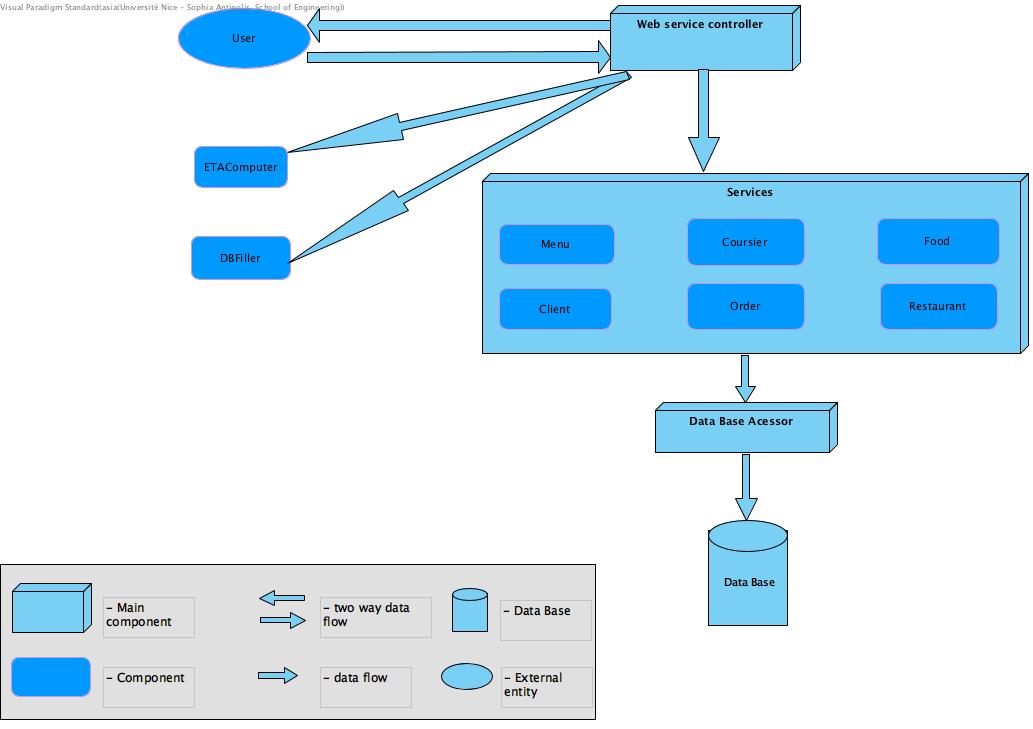 Visual Paradigm Standard(asia(Université Nice - Sophia Antipolis, School of Engineering))
User
Web service controller
ETAComputer
DBFiller
Services
Menu
Coursier
Food
Client
Order
Restaurant
Data Base Acessor
Data Base
- Main
component
- two way data
flow
- Data Base
- Component
- data flow
- External
entity